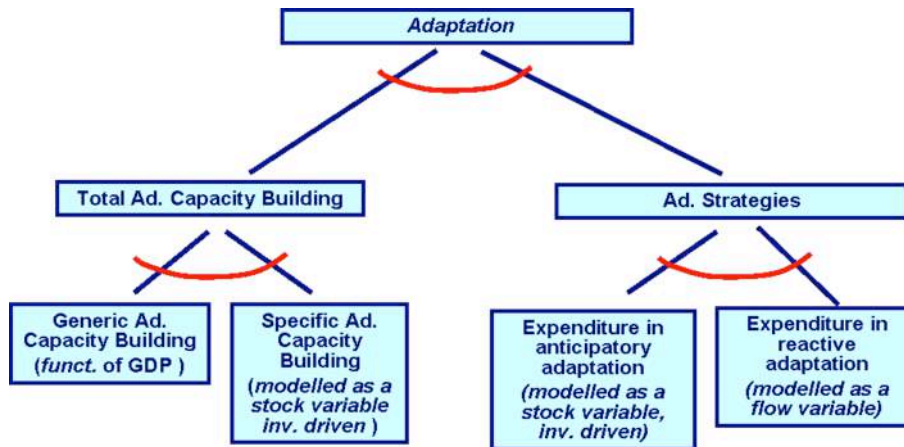 Adaptation
Total Ad. Capacity Building
Ad. Strategies
Generic Ad.
Capacity Building
(funct. of GDP )
Specific Ad.
Capacity
Building
(modelled as a
stock variable
inv. driven )
Expenditure in
anticipatory
adaptation
(modelled as a
stock variable,
inv. driven)
Expenditure in
reactive
adaptation
(modelled as a
flow variable)